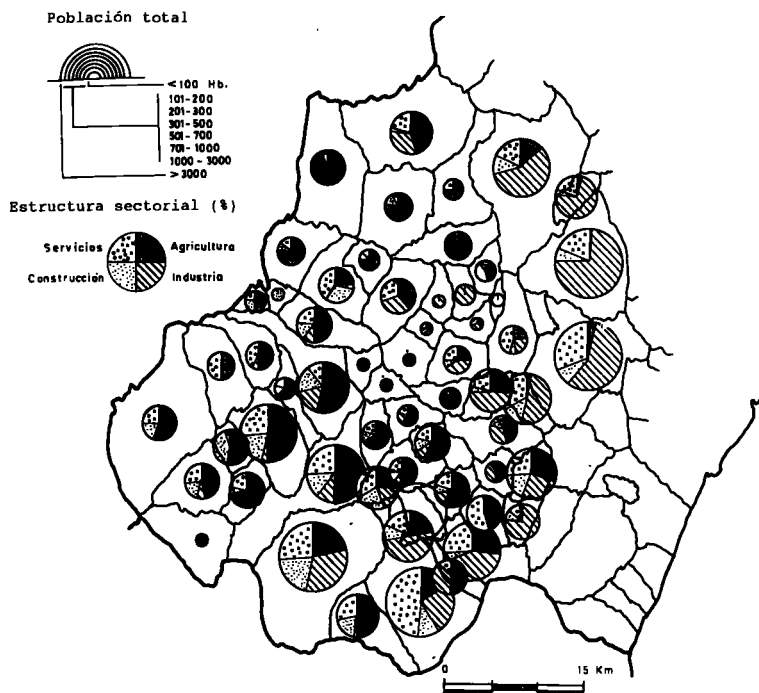 Población total
<100 Hb.
101-200
201-300
301-500
501-700
701-1000
1000-3000
>3000
Estructura sectorial (%)
Servicios Agricultura
Construcción Industria
0 15 Km